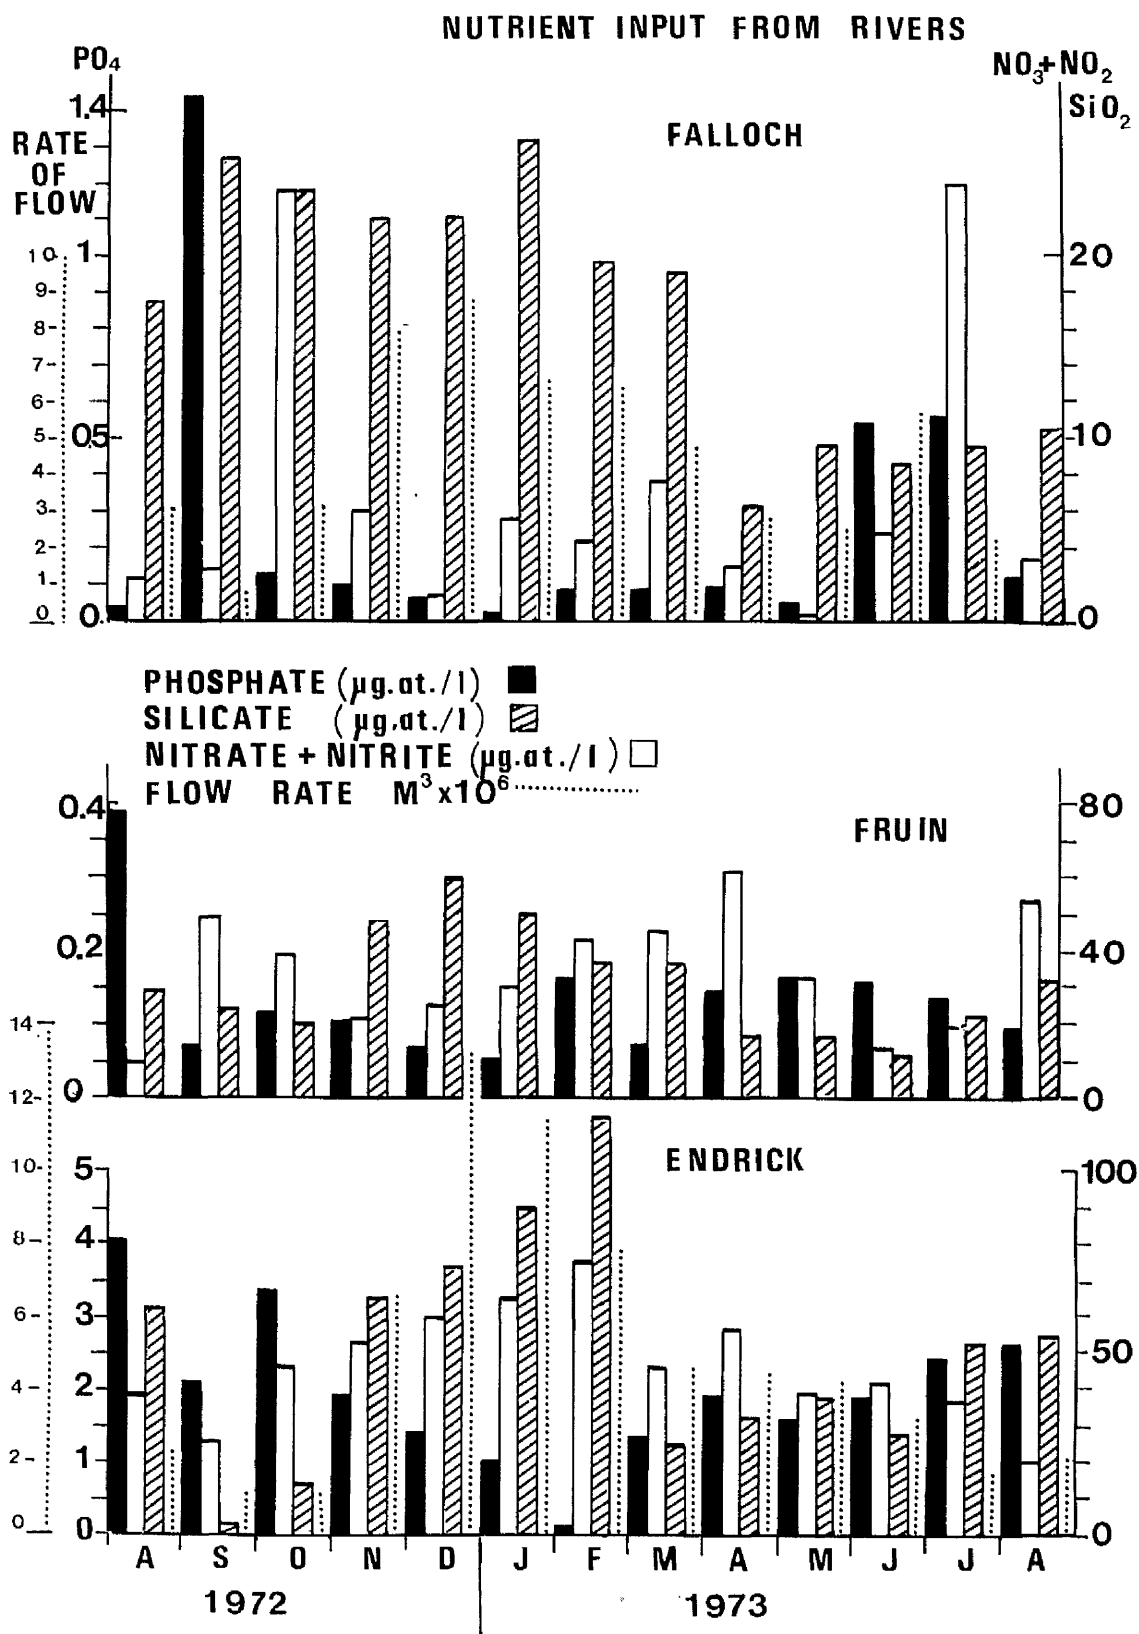 NUTRIENT INPUT FROM RIVERS
PO4
NO3+NO2
SiO2
RATE
OF
FLOW
FALLOCH
1.4
1
0.5
0.
10
9-
8-
7-
6-
5-
4-
3-
2-
1-
0
20
10
0
PHOSPHATE (µg.at./l)
SILICATE (µg.at./l)
NITRATE + NITRITE (µg.at./l)
FLOW RATE M³x10⁶
FRUIN
0.4
0.2
0
80
40
0
ENDRICK
14
12-
10-
8-
6-
4-
2-
0
5
4
3
2
1
0
100
50
0
A S O N D J F M A M J J A
1972 1973